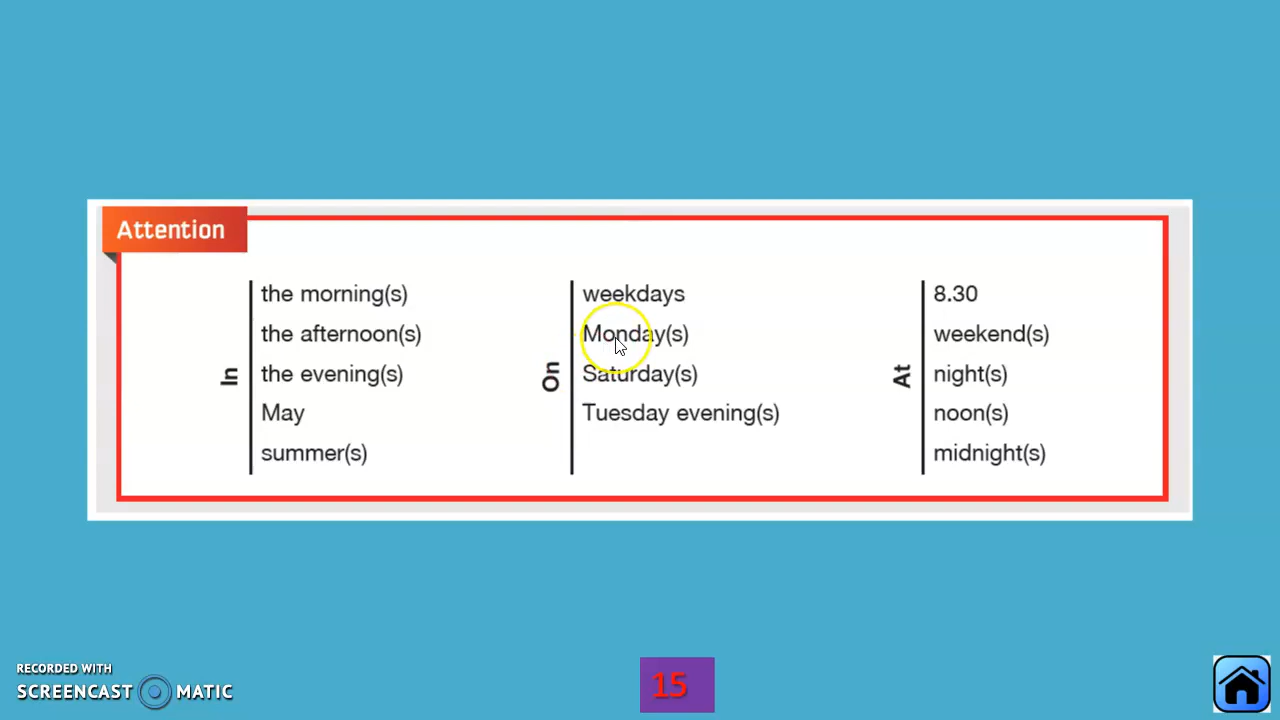 Attention
In
the morning(s)
the afternoon(s)
the evening(s)
May
summer(s)
On
weekdays
Monday(s)
Saturday(s)
Tuesday evening(s)
At
8.30
weekend(s)
night(s)
noon(s)
midnight(s)
RECORDED WITH
SCREENCAST MATIC
15